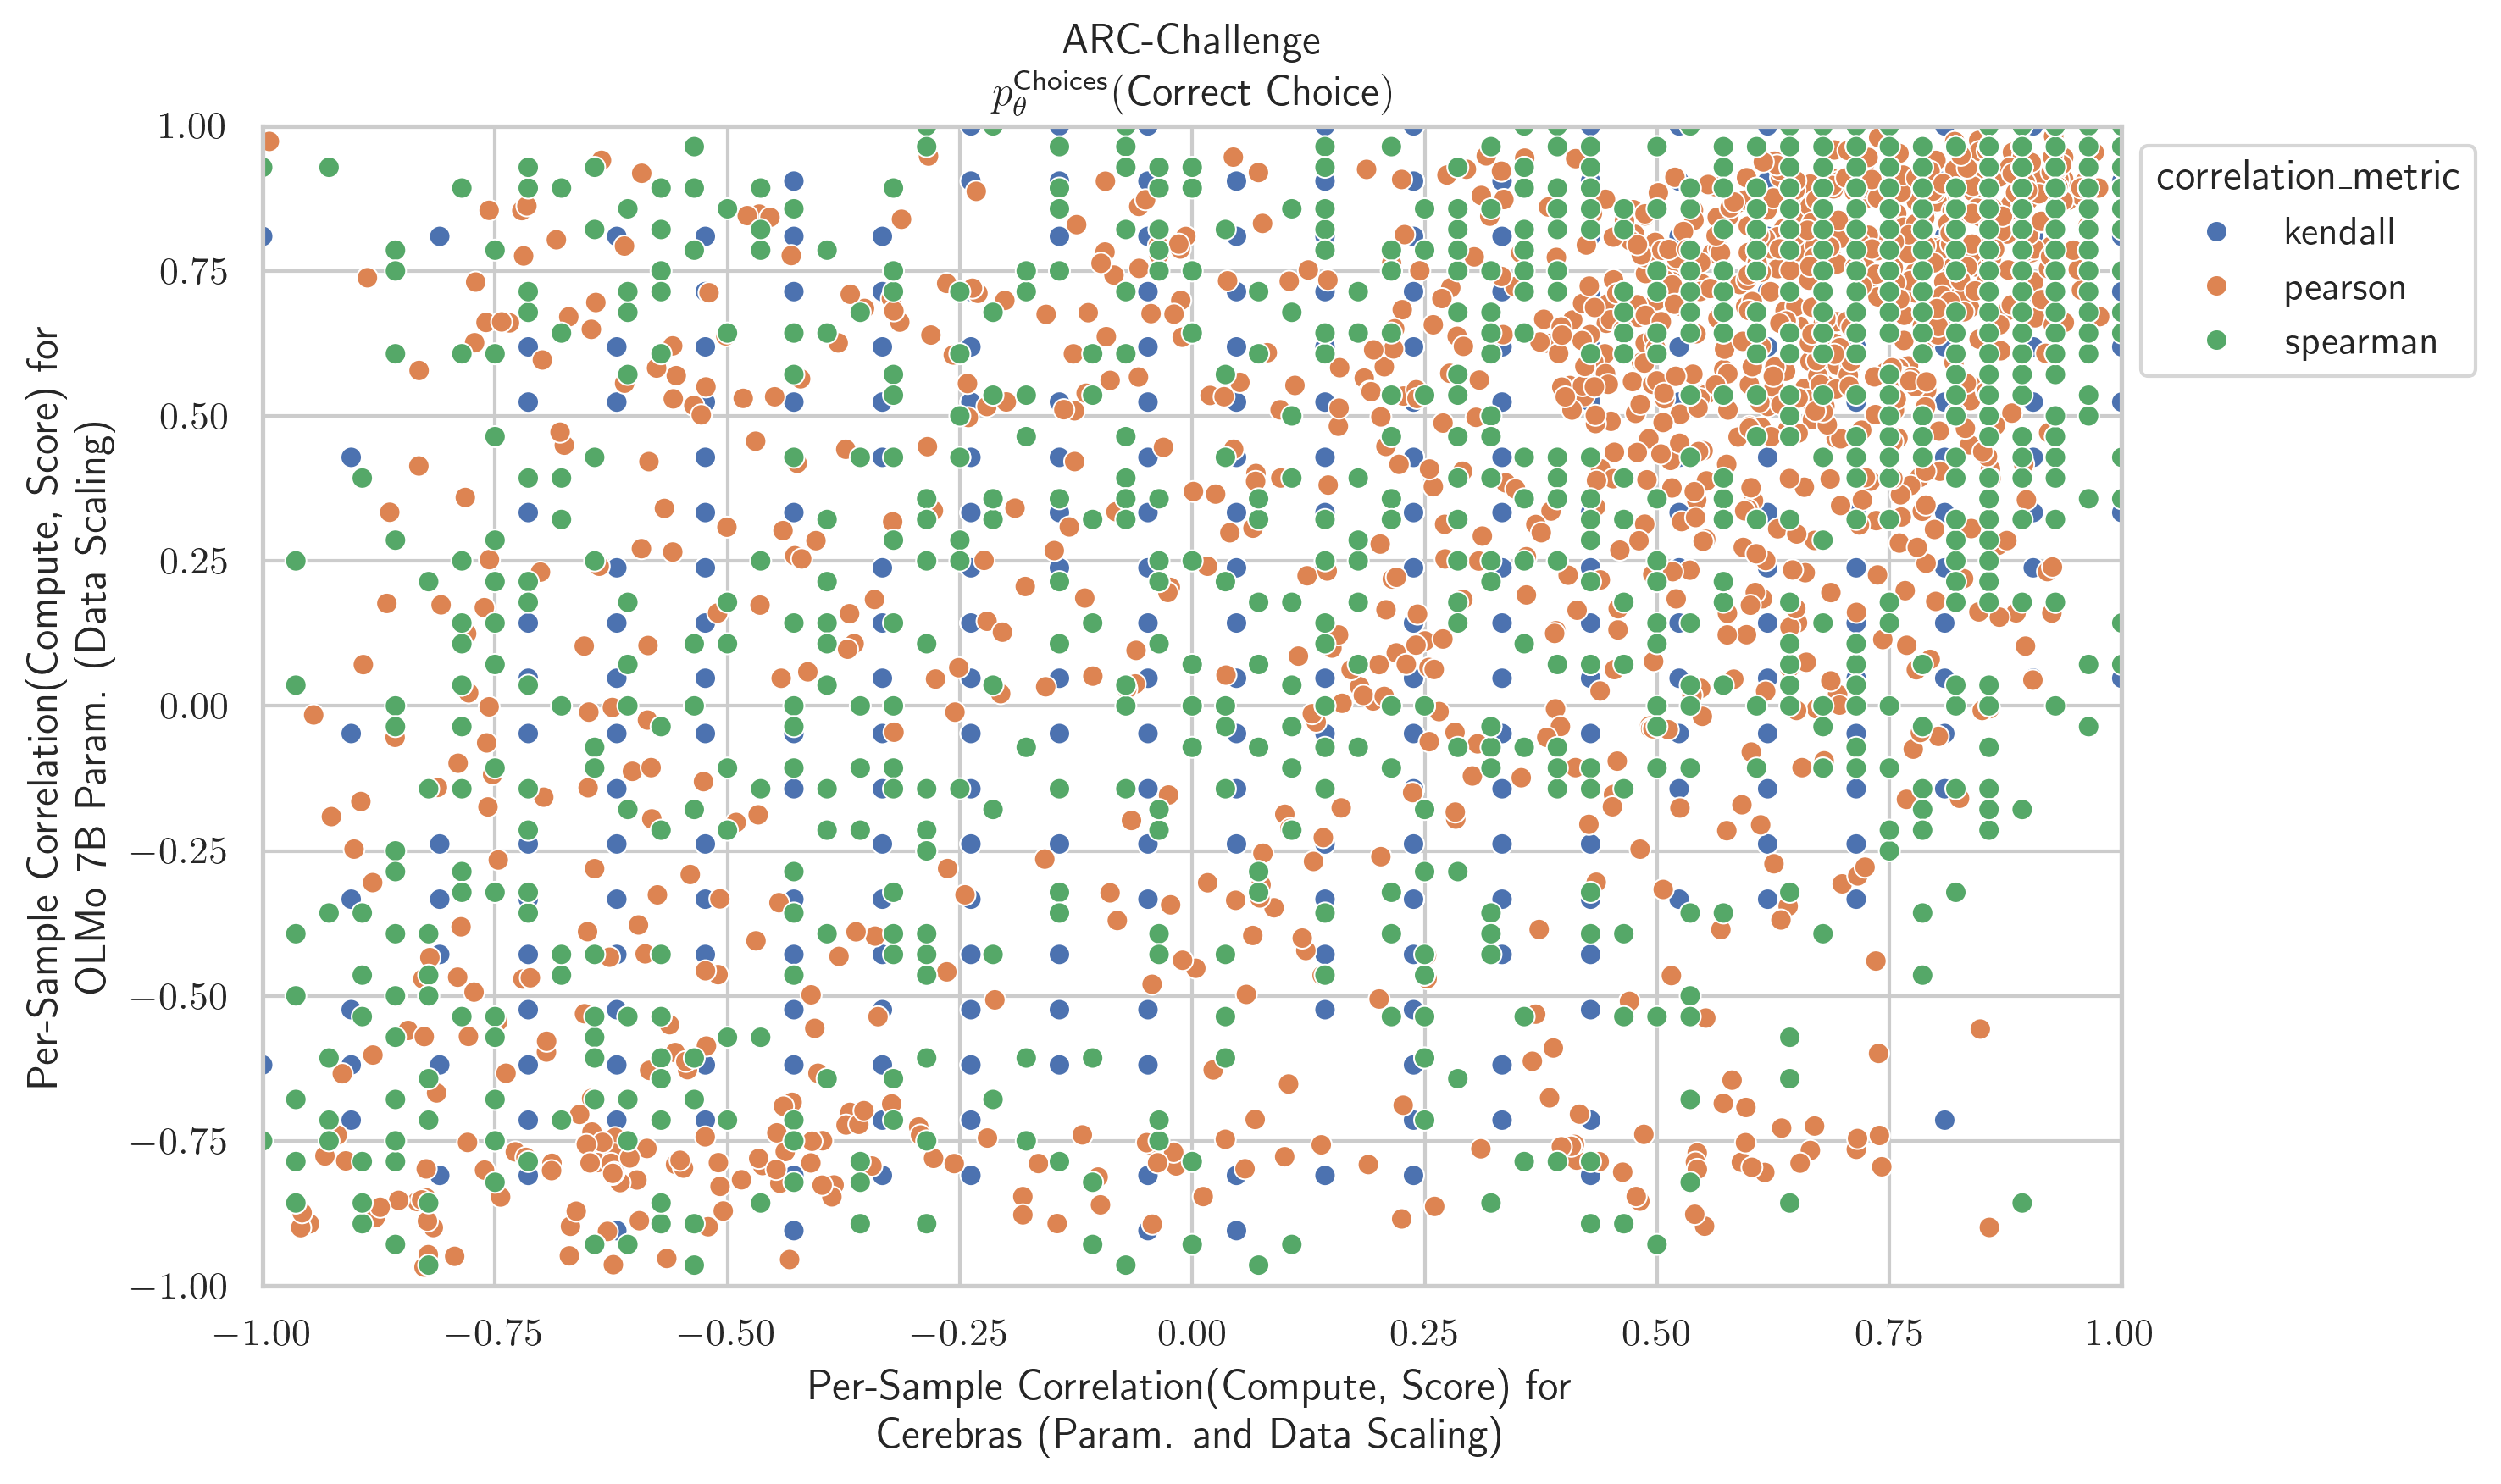 ARC-Challenge
p_θ^Choices(Correct Choice)
1.00
0.75
0.50
0.25
0.00
−0.25
−0.50
−0.75
−1.00
Per-Sample Correlation(Compute, Score) for
OLMo 7B Param. (Data Scaling)
−1.00 −0.75 −0.50 −0.25 0.00 0.25 0.50 0.75 1.00
Per-Sample Correlation(Compute, Score) for
Cerebras (Param. and Data Scaling)
correlation_metric
kendall
pearson
spearman